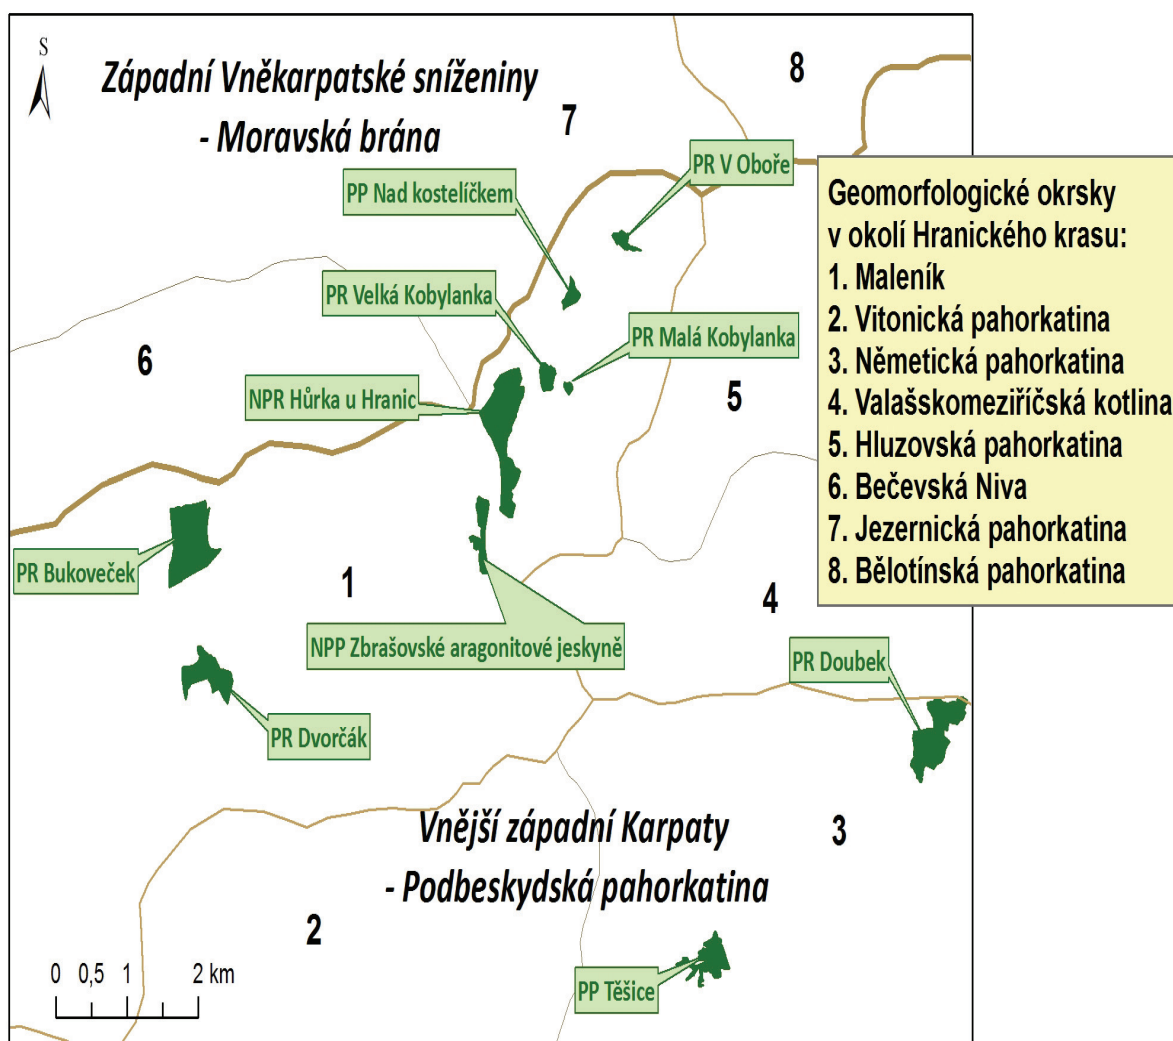 S
Západní Vněkarpatské sníženiny
- Moravská brána
8
7
PR V Oboře
PP Nad kostelíčkem
Geomorfologické okrsky
v okolí Hranického krasu:
1. Maleník
2. Vitonická pahorkatina
3. Németická pahorkatina
4. Valašskomeziříčská kotlina
5. Hluzovská pahorkatina
6. Bečevská Niva
7. Jezernická pahorkatina
8. Bělotínská pahorkatina
PR Velká Kobylanka
PR Malá Kobylanka
6
5
NPR Hůrka u Hranic
PR Bukoveček
1
4
NPP Zbrašovské aragonitové jeskyně
PR Doubek
PR Dvorčák
Vnější západní Karpaty
- Podbeskydská pahorkatina
3
2
0 0,5 1 2 km
PP Těšice